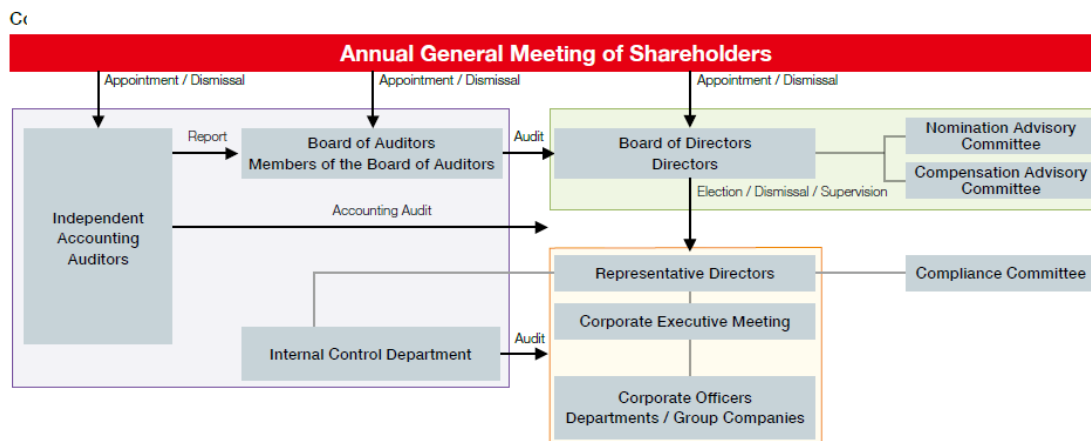 Annual General Meeting of Shareholders
Appointment / Dismissal
Appointment / Dismissal
Appointment / Dismissal
Report
Board of Auditors
Members of the Board of Auditors
Audit
Board of Directors
Directors
Nomination Advisory
Committee
Compensation Advisory
Committee
Election / Dismissal / Supervision
Independent
Accounting
Auditors
Accounting Audit
Representative Directors
Compliance Committee
Corporate Executive Meeting
Internal Control Department
Audit
Corporate Officers
Departments / Group Companies